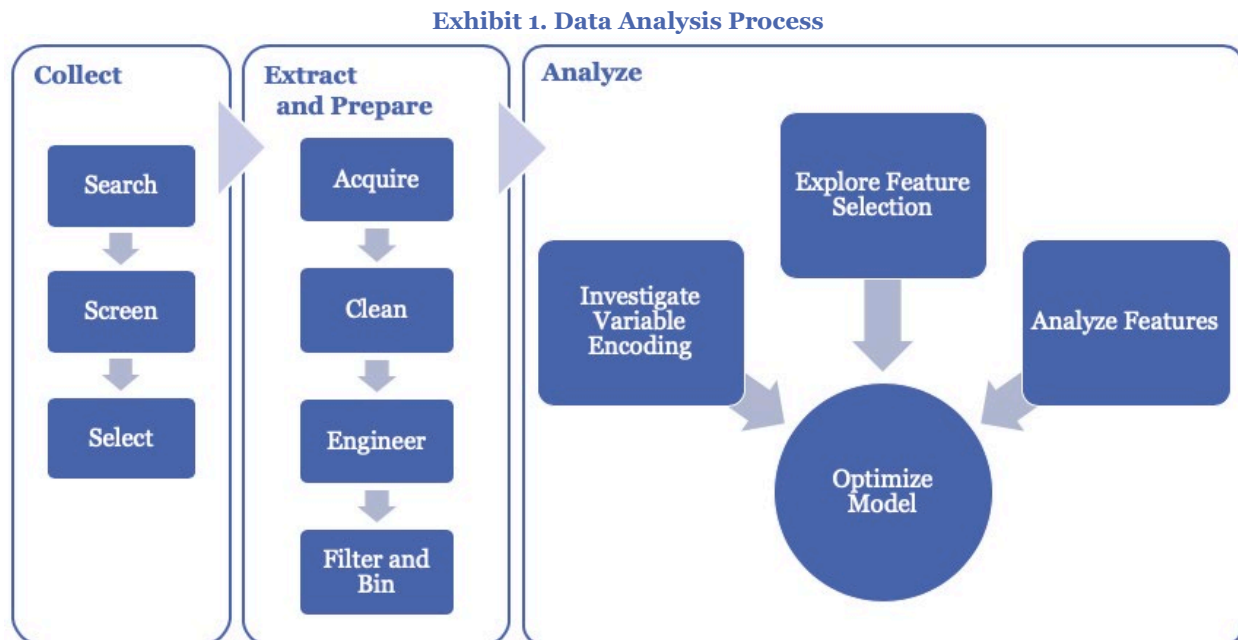 Exhibit 1. Data Analysis Process
Collect
Search
Screen
Select
Extract
and Prepare
Acquire
Clean
Engineer
Filter and
Bin
Analyze
Investigate
Variable
Encoding
Explore Feature
Selection
Analyze Features
Optimize
Model